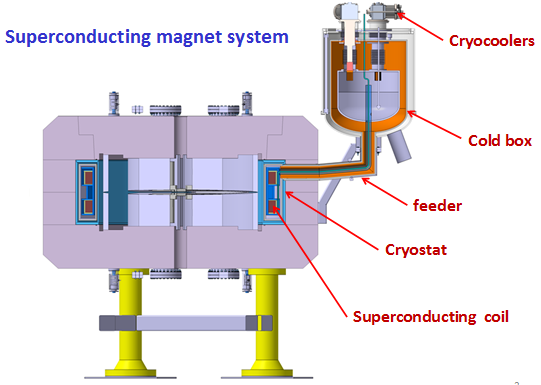 Superconducting magnet system
Cryocoolers
Cold box
feeder
Cryostat
Superconducting coil